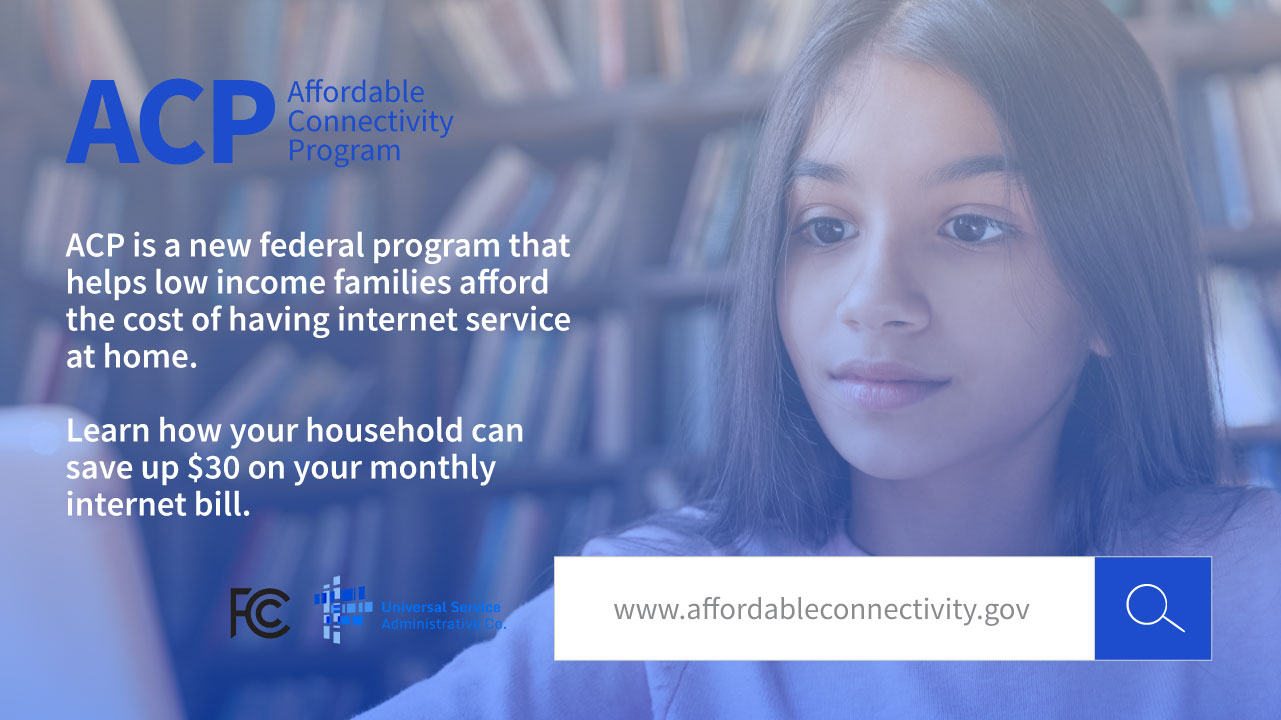 ACP
Affordable
Connectivity
Program
ACP is a new federal program that
helps low income families afford
the cost of having internet service
at home.
Learn how your household can
save up $30 on your monthly
internet bill.
FCC
Universal Service
Administrative Co.
www.affordableconnectivity.gov